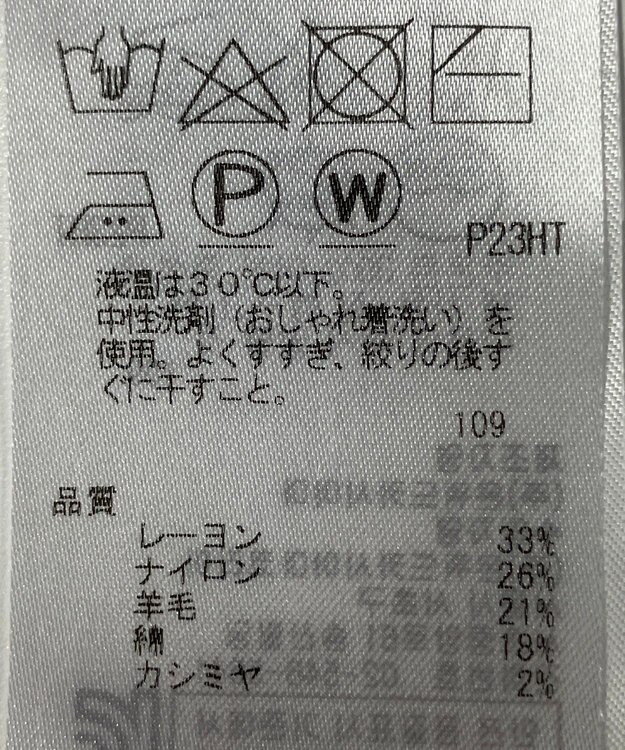 P
W
P23HT
液温は30℃以下。
中性洗剤（おしゃれ着洗い）を
使用。よくすすぎ、絞りの後す
ぐに干すこと。
109
品質
レーヨン 33%
ナイロン 26%
羊毛 21%
綿 18%
カシミヤ 2%